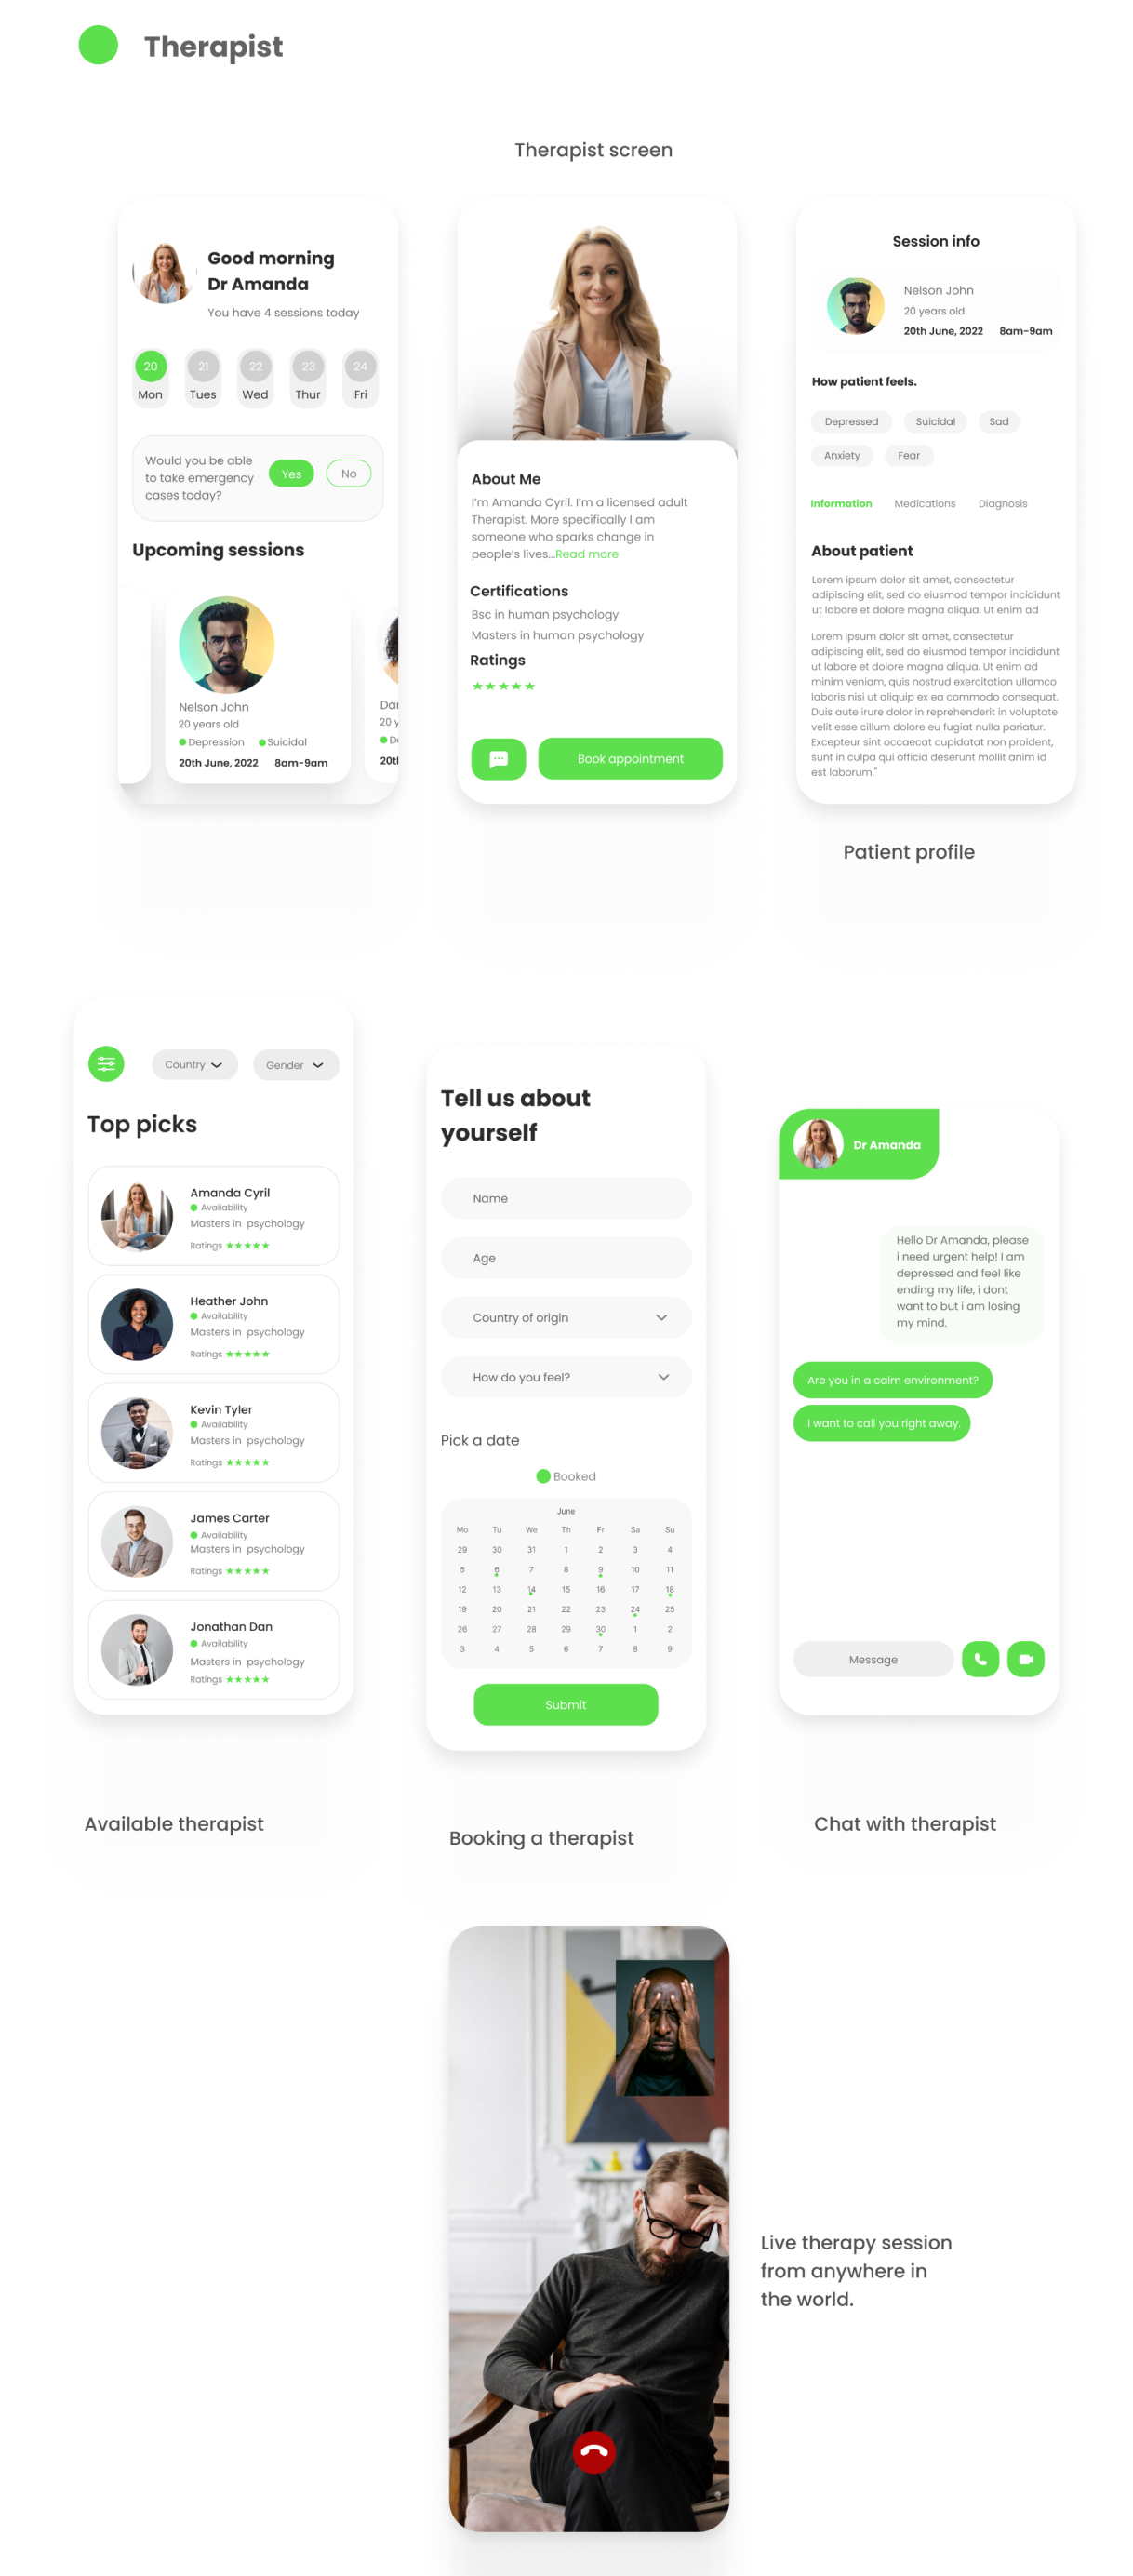 Therapist
Therapist screen
Good morning
Dr Amanda
You have 4 sessions today
20 21 22 23 24
Mon Tues Wed Thur Fri
Would you be able
to take emergency
cases today?
Yes No
Upcoming sessions
Nelson John
20 years old
Depression Suicidal
20th June, 2022 8am-9am
Dar
20 y
De
20t
About Me
I'm Amanda Cyril. I'm a licensed adult
Therapist. More specifically I am
someone who sparks change in
people's lives...Read more
Certifications
Bsc in human psychology
Masters in human psychology
Ratings
Book appointment
Session info
Nelson John
20 years old
20th June, 2022 8am-9am
How patient feels.
Depressed Suicidal Sad
Anxiety Fear
Information Medications Diagnosis
About patient
Lorem ipsum dolor sit amet, consectetur
adipiscing elit, sed do eiusmod tempor incididunt
ut labore et dolore magna aliqua. Ut enim ad
Lorem ipsum dolor sit amet, consectetur
adipiscing elit, sed do eiusmod tempor incididunt
ut labore et dolore magna aliqua. Ut enim ad
minim veniam, quis nostrud exercitation ullamco
laboris nisi ut aliquip ex ea commodo consequat.
Duis aute irure dolor in reprehenderit in voluptate
velit esse cillum dolore eu fugiat nulla pariatur.
Excepteur sint occaecat cupidatat non proident,
sunt in culpa qui officia deserunt mollit anim id
est laborum."
Patient profile
Country Gender
Top picks
Amanda Cyril
Availability
Masters in psychology
Ratings
Heather John
Availability
Masters in psychology
Ratings
Kevin Tyler
Availability
Masters in psychology
Ratings
James Carter
Availability
Masters in psychology
Ratings
Jonathan Dan
Availability
Masters in psychology
Ratings
Available therapist
Tell us about
yourself
Name
Age
Country of origin
How do you feel?
Pick a date
Booked
June
Mo Tu We Th Fr Sa Su
29 30 31 1 2 3 4
5 6 7 8 9 10 11
12 13 14 15 16 17 18
19 20 21 22 23 24 25
26 27 28 29 30 1 2
3 4 5 6 7 8 9
Submit
Booking a therapist
Dr Amanda
Hello Dr Amanda, please
i need urgent help! I am
depressed and feel like
ending my life, i dont
want to but i am losing
my mind.
Are you in a calm environment?
I want to call you right away.
Message
Chat with therapist
Live therapy session
from anywhere in
the world.